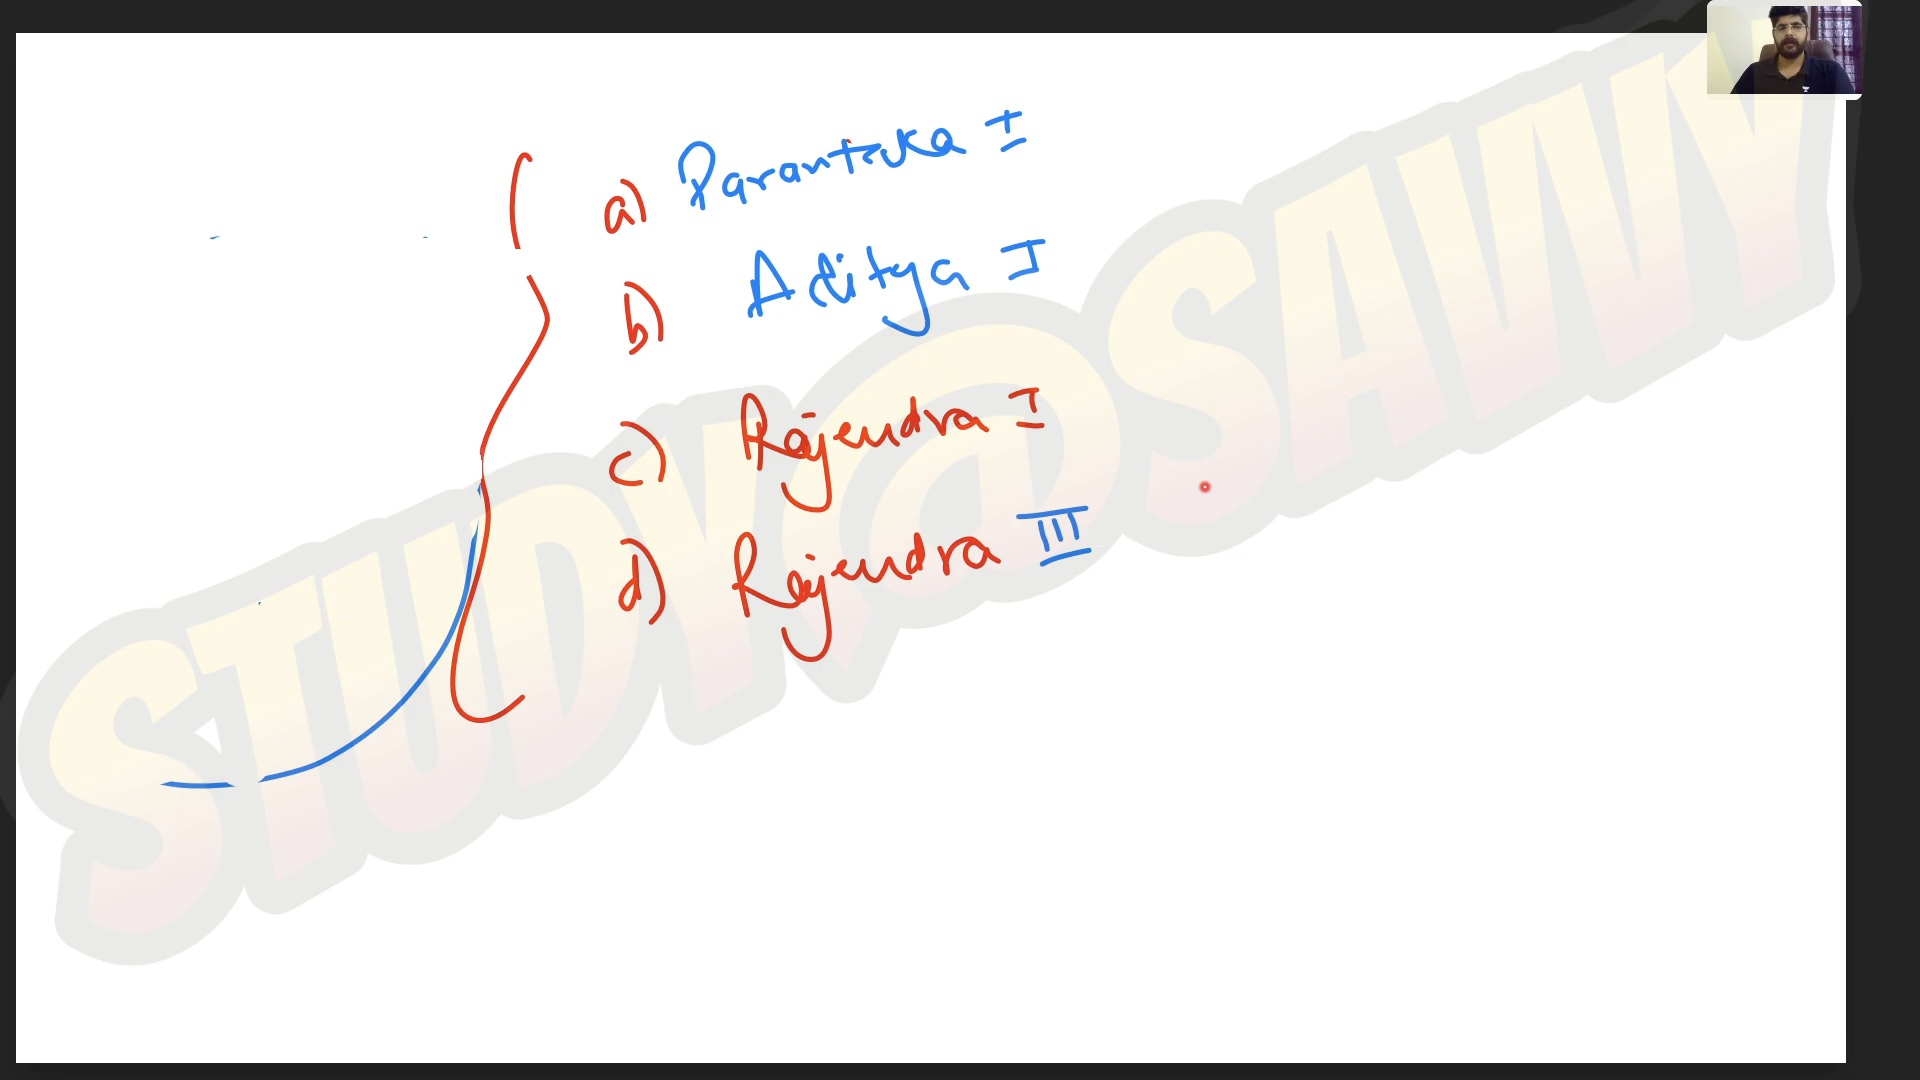 a) Parantaka I
b) Aditya I
c) Rajendra I
d) Rajendra III
STUDY@SAVVY